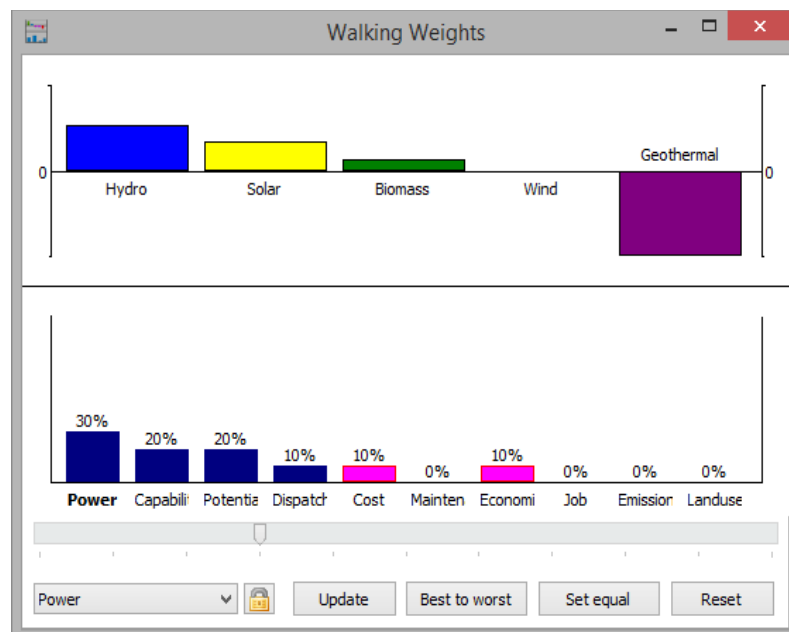 Walking Weights
Geothermal
0 0
Hydro Solar Biomass Wind
30%
20% 20%
10% 10% 10%
0% 0% 0% 0%
Power Capabili Potentia Dispatch Cost Mainten Economi Job Emission Landuse
Power Update Best to worst Set equal Reset